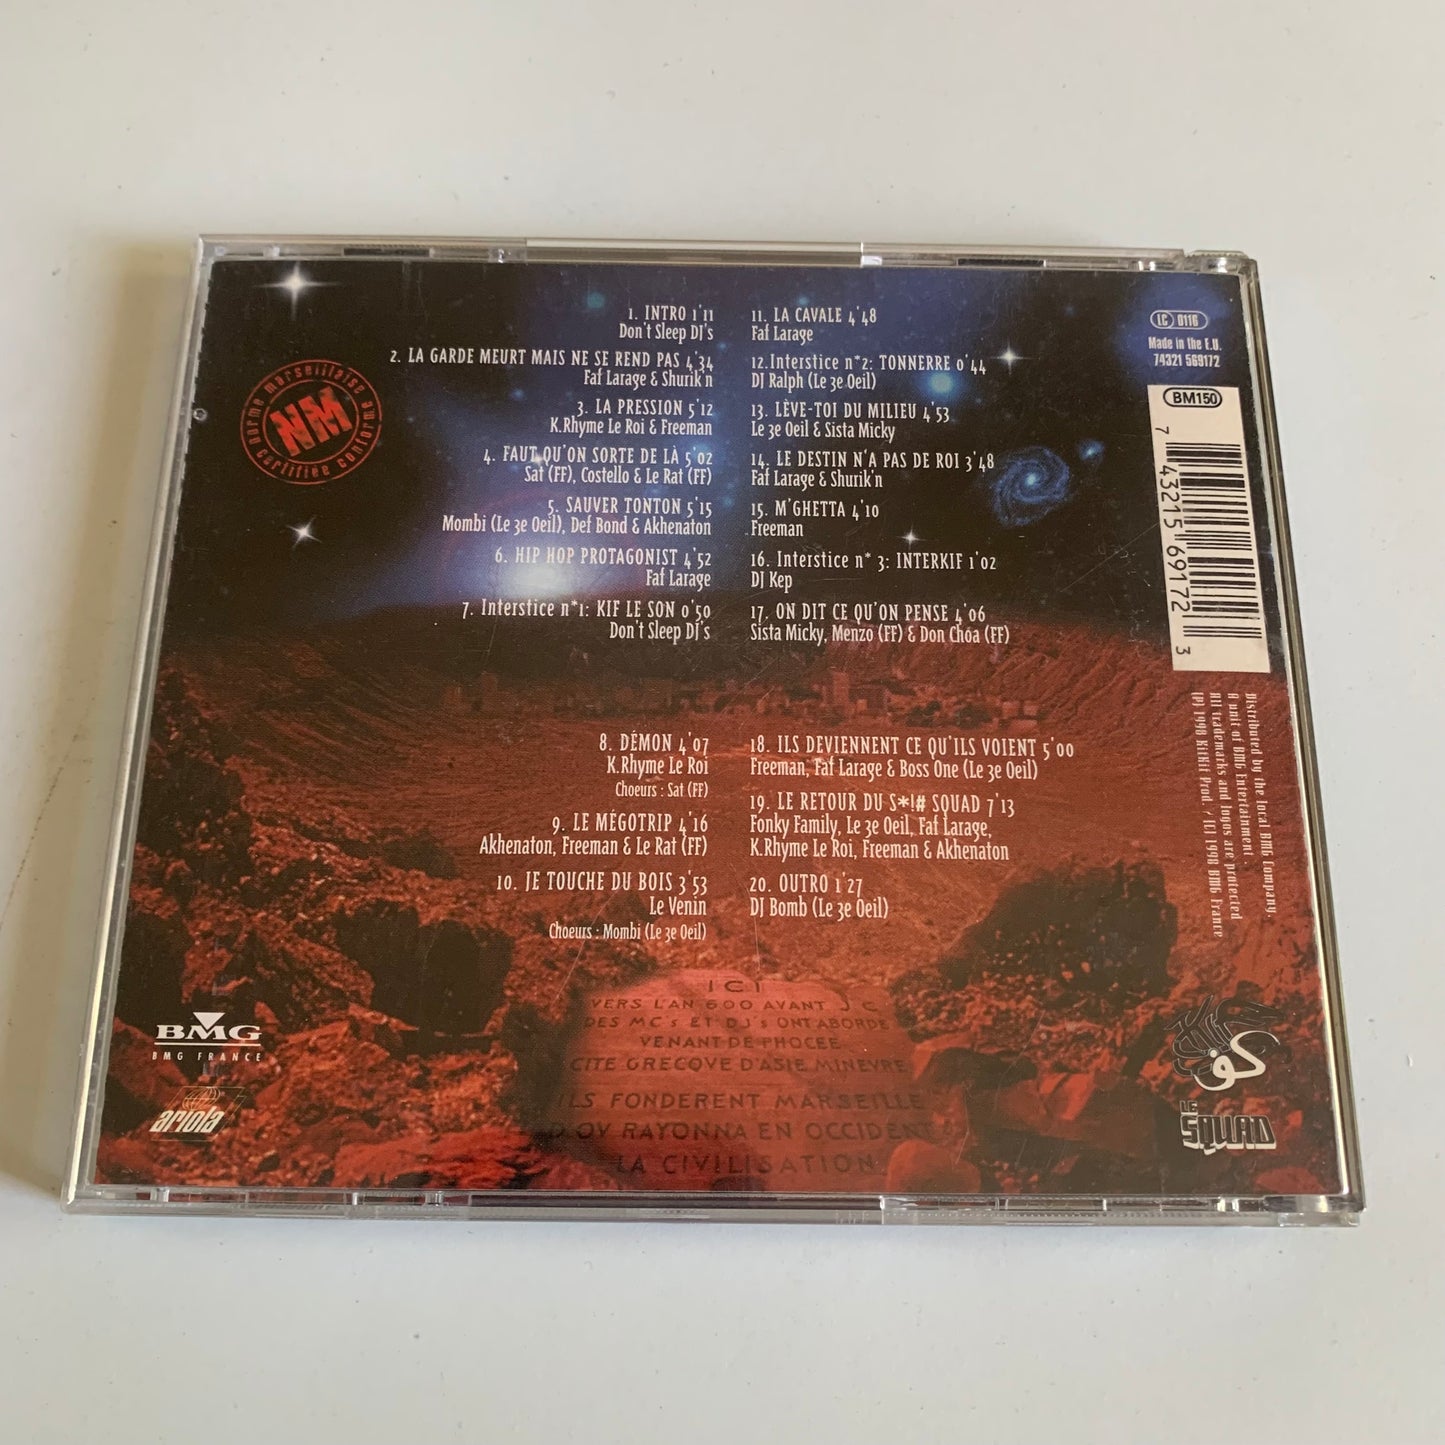 1. INTRO 1'11
Don't Sleep DJ's
2. LA GARDE MEURT MAIS NE SE REND PAS 4'34
Faf Larage & Shurik'n
3. LA PRESSION 5'12
K.Rhyme Le Roi & Freeman
4. FAUT QU'ON SORTE DE LÀ 5'02
Sat (FF), Costello & Le Rat (FF)
5. SAUVER TONTON 5'15
Mombi (Le 3e Oeil), Def Bond & Akhenaton
6. HIP HOP PROTAGONIST 4'52
Faf Larage
7. Interstice n°1: KIF LE SON 0'50
Don't Sleep DJ's
8. DÉMON 4'07
K.Rhyme Le Roi
Choeurs : Sat (FF)
9. LE MÉGOTRIP 4'16
Akhenaton, Freeman & Le Rat (FF)
10. JE TOUCHE DU BOIS 3'53
Le Venin
Choeurs : Mombi (Le 3e Oeil)
11. LA CAVALE 4'48
Faf Larage
12.Interstice n°2: TONNERRE 0'44
DJ Ralph (Le 3e Oeil)
13. LÈVE-TOI DU MILIEU 4'53
Le 3e Oeil & Sista Micky
14. LE DESTIN N'A PAS DE ROI 3'48
Faf Larage & Shurik'n
15. M'GHETTA 4'10
Freeman
16. Interstice n° 3: INTERKIF 1'02
DJ Kep
17. ON DIT CE QU'ON PENSE 4'06
Sista Micky, Menzo (FF) & Don Choa (FF)
18. ILS DEVIENNENT CE QU'ILS VOIENT 5'00
Freeman, Faf Larage & Boss One (Le 3e Oeil)
19. LE RETOUR DU S*!# SQUAD 7'13
Fonky Family, Le 3e Oeil, Faf Larage,
K.Rhyme Le Roi, Freeman & Akhenaton
20. OUTRO 1'27
DJ Bomb (Le 3e Oeil)
norme marseillaise
NM
certifiée conforme
LC 0116
Made in the E.U.
74321 569172
BM150
7 43215 69172 3
Distributed by the local BMG Company.
A unit of BMG Entertainment
All trademarks and logos are protected
(P) 1998 KifKif Prod. / (C) 1998 BMG France
ICI
VERS L'AN 600 AVANT J C
DES MC's ET DJ's ONT ABORDE
VENANT DE PHOCEE
CITE GRECQVE D'ASIE MINEVRE
ILS FONDERENT MARSEILLE
D'OV RAYONNA EN OCCIDENT
LA CIVILISATION
BMG
BMG FRANCE
ariola
كف
LE
SQUAD